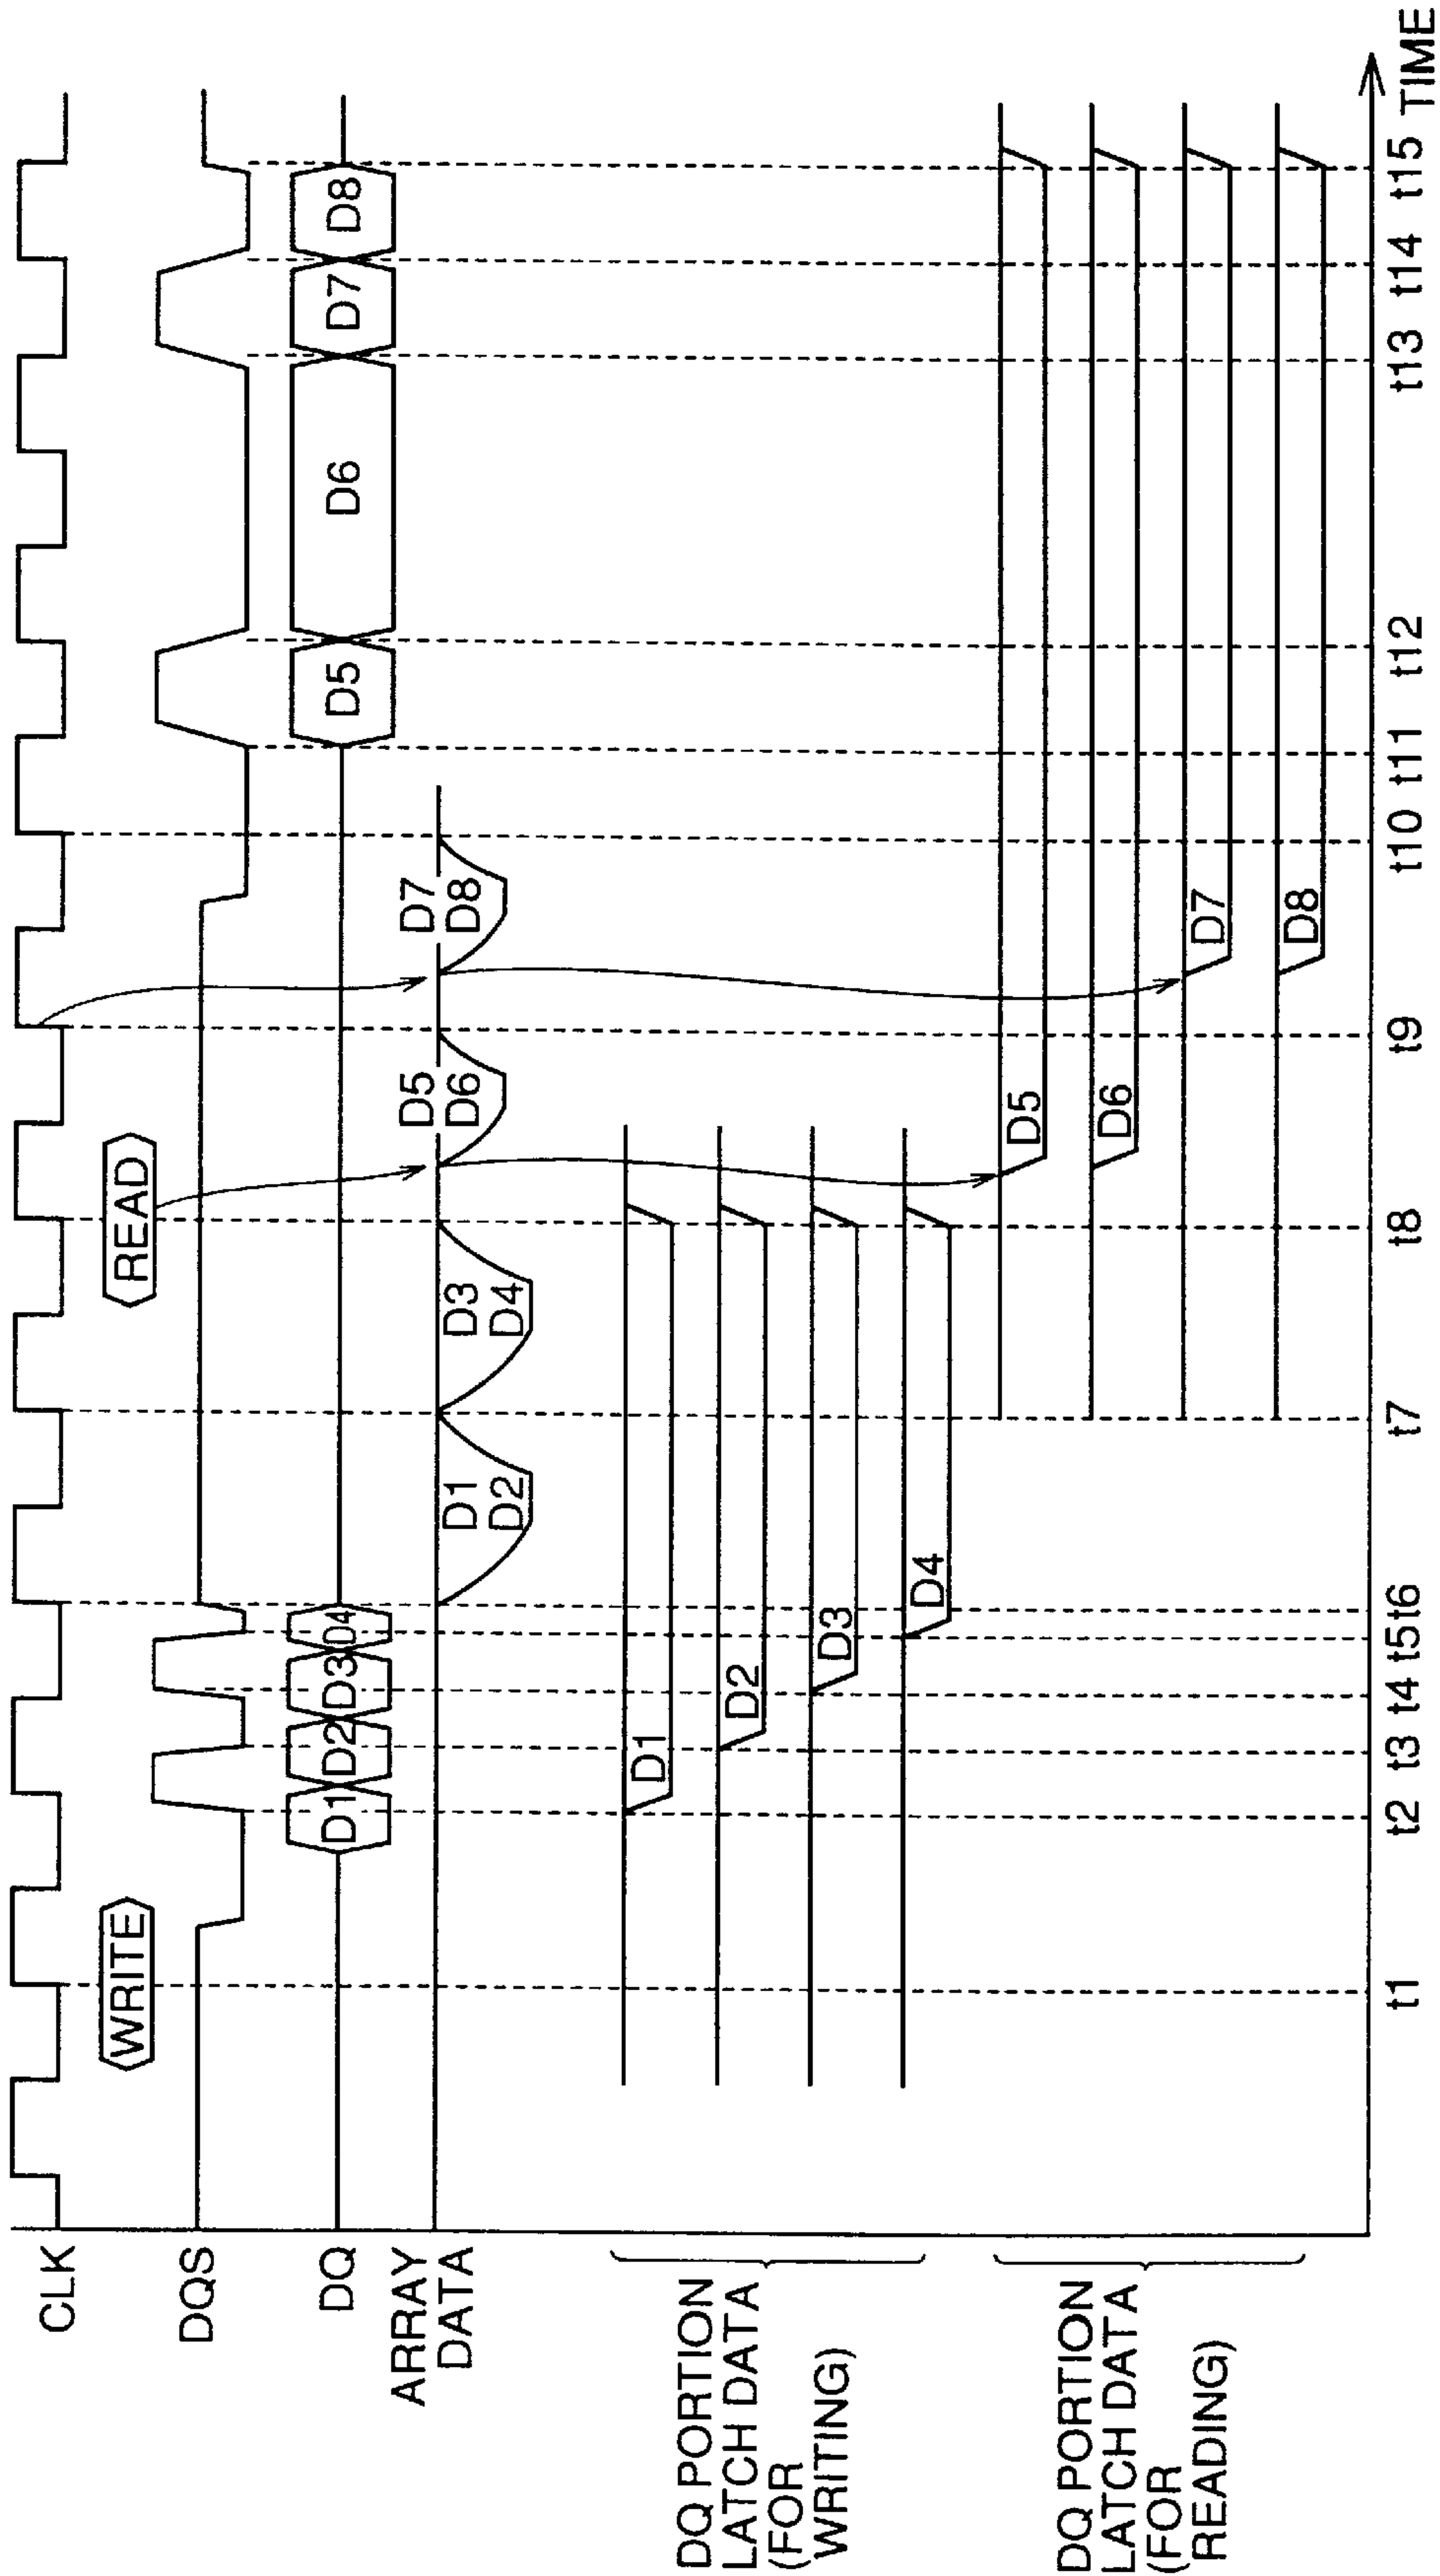 CLK
WRITE
READ
DQS
DQ
D1
D2
D3
D4
D5
D6
D7
D8
ARRAY
DATA
D1
D2
D3
D4
D5
D6
D7
D8
DQ PORTION
LATCH DATA
(FOR
WRITING)
D1
D2
D3
D4
DQ PORTION
LATCH DATA
(FOR
READING)
D5
D6
D7
D8
t1 t2 t3 t4 t5 t6 t7 t8 t9 t10 t11 t12 t13 t14 t15 TIME